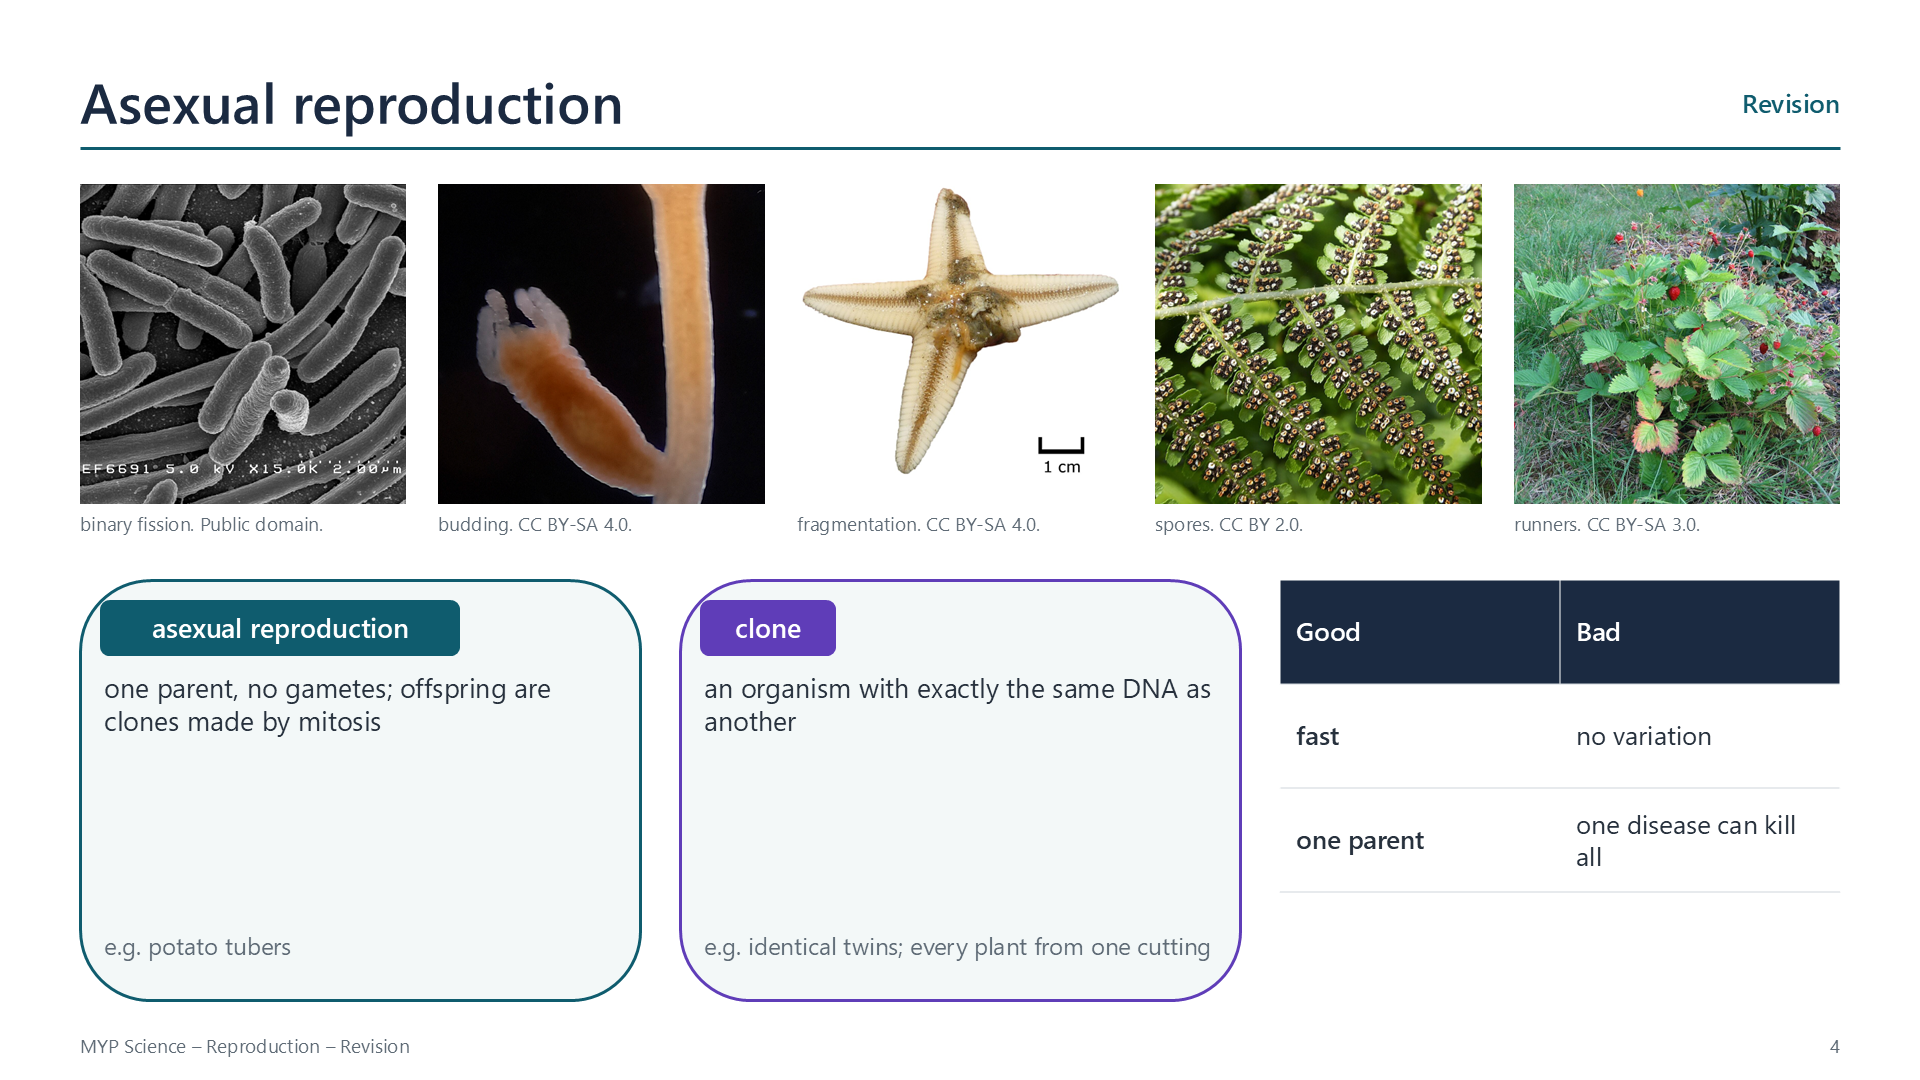 Asexual reproduction
Revision
EF6691 5.0 kV X15.0K 2.00µm
1 cm
binary fission. Public domain.
budding. CC BY-SA 4.0.
fragmentation. CC BY-SA 4.0.
spores. CC BY 2.0.
runners. CC BY-SA 3.0.
asexual reproduction
one parent, no gametes; offspring are
clones made by mitosis
e.g. potato tubers
clone
an organism with exactly the same DNA as
another
e.g. identical twins; every plant from one cutting
Good
Bad
fast
no variation
one parent
one disease can kill
all
MYP Science – Reproduction – Revision
4